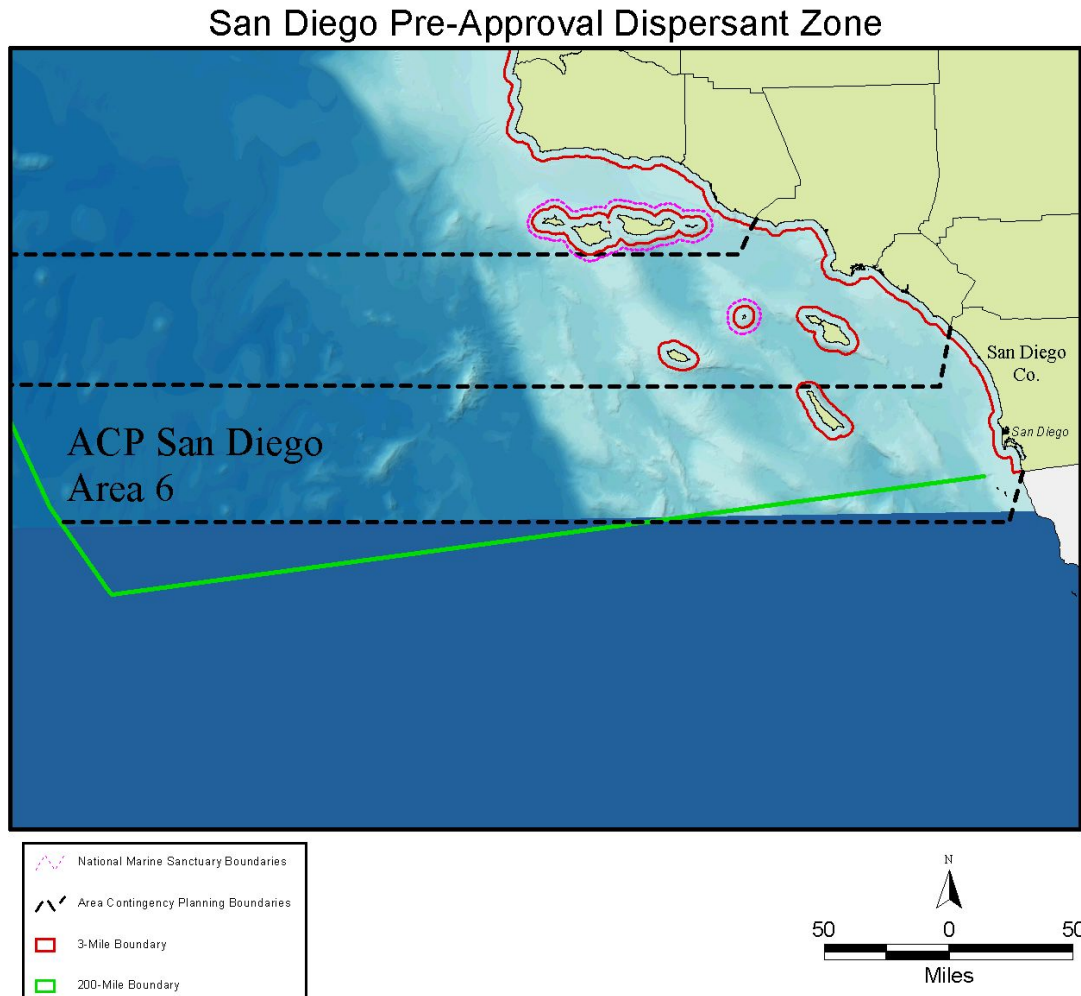 San Diego Pre-Approval Dispersant Zone
San Diego
Co.
San Diego
ACP San Diego
Area 6
National Marine Sanctuary Boundaries
Area Contingency Planning Boundaries
3-Mile Boundary
200-Mile Boundary
N
50 0 50
Miles